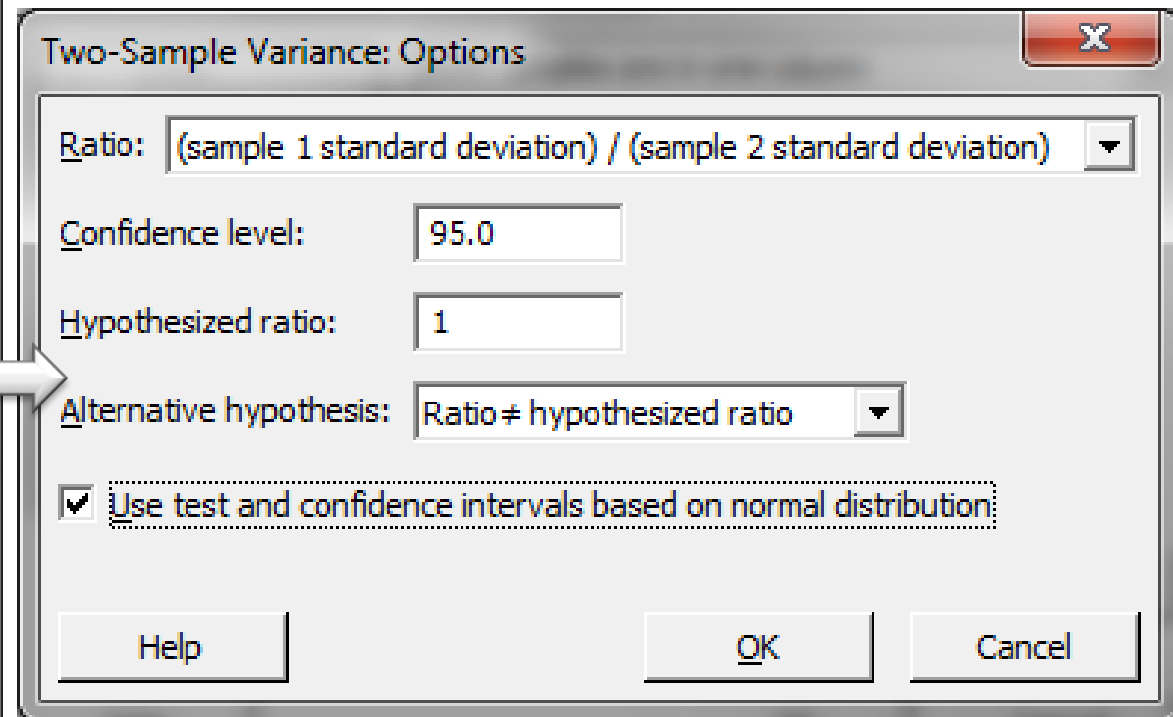 Two-Sample Variance: Options
Ratio: (sample 1 standard deviation) / (sample 2 standard deviation)
Confidence level: 95.0
Hypothesized ratio: 1
Alternative hypothesis: Ratio ≠ hypothesized ratio
Use test and confidence intervals based on normal distribution
Help OK Cancel